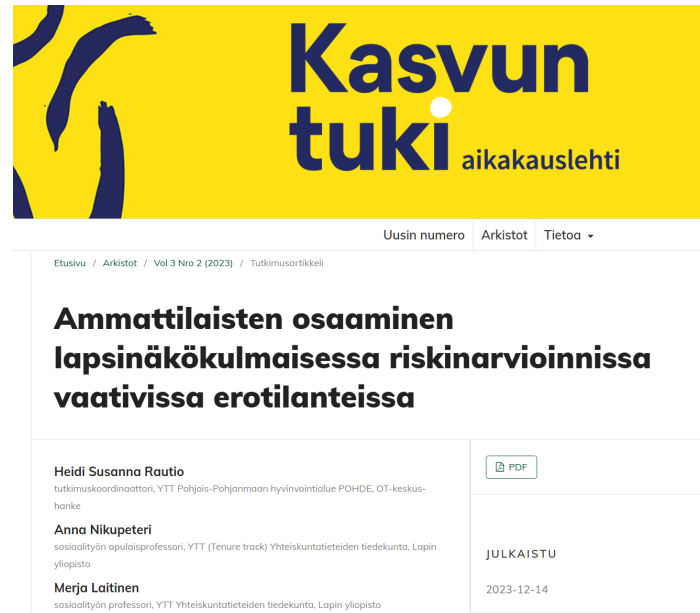 Kasvun
tuki aikakauslehti
Uusin numero Arkistot Tietoa
Etusivu / Arkistot / Vol 3 Nro 2 (2023) / Tutkimusartikkeli
Ammattilaisten osaaminen
lapsinäkökulmaisessa riskinarvioinnissa
vaativissa erotilanteissa
Heidi Susanna Rautio
tutkimuskoordinaattori, YTT Pohjois-Pohjanmaan hyvinvointialue POHDE, OT-keskus-
hanke
Anna Nikupeteri
sosiaalityön apulaisprofessori, YTT (Tenure track) Yhteiskuntatieteiden tiedekunta, Lapin
yliopisto
Merja Laitinen
sosiaalityön professori, YTT Yhteiskuntatieteiden tiedekunta, Lapin yliopisto
PDF
JULKAISTU
2023-12-14